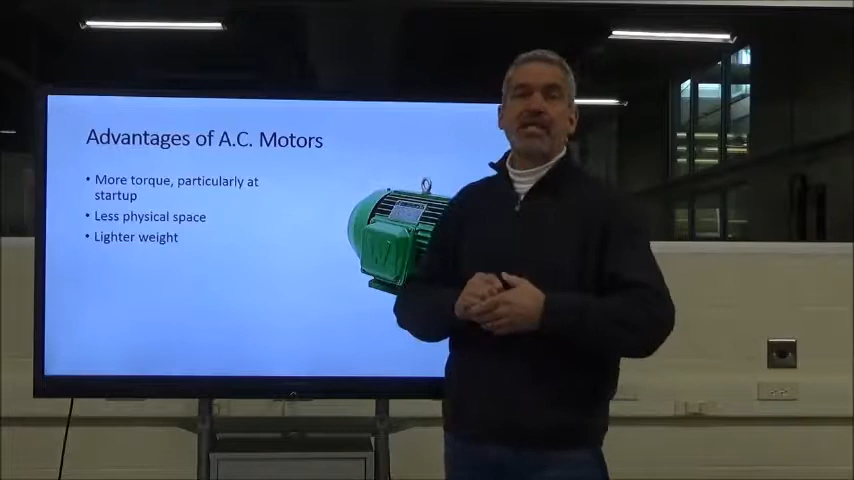 Advantages of A.C. Motors
• More torque, particularly at
startup
• Less physical space
• Lighter weight